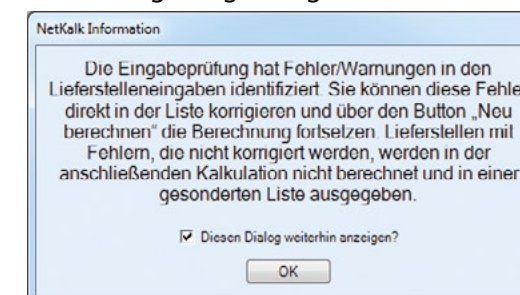 NetKalk Information
Die Eingabeprüfung hat Fehler/Warnungen in den
Lieferstelleneingaben identifiziert. Sie können diese Fehle
direkt in der Liste korrigieren und über den Button „Neu
berechnen“ die Berechnung fortsetzen. Lieferstellen mit
Fehlern, die nicht korrigiert werden, werden in der
anschließenden Kalkulation nicht berechnet und in einer
gesonderten Liste ausgegeben.
Diesen Dialog weiterhin anzeigen?
OK